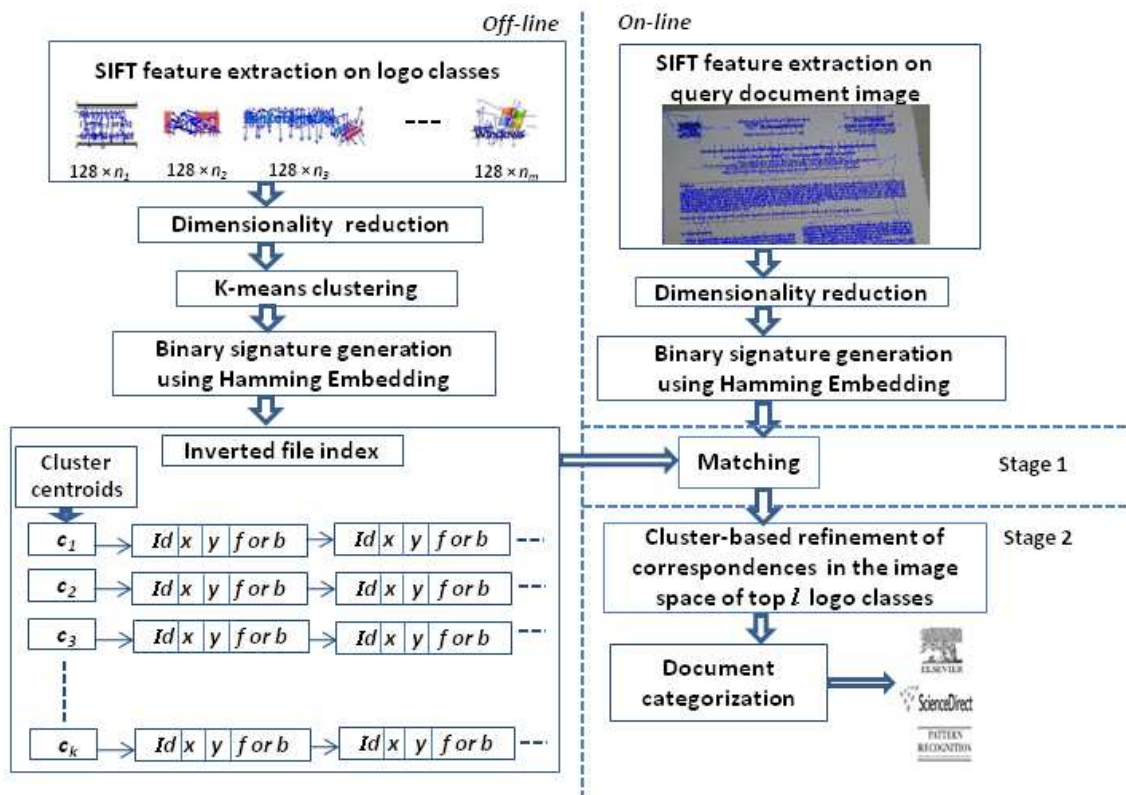 Off-line
SIFT feature extraction on logo classes
Windows
128 × n1 128 × n2 128 × n3 128 × nm
Dimensionality reduction
K-means clustering
Binary signature generation
using Hamming Embedding
Inverted file index
Cluster
centroids
c1 Id x y f or b Id x y f or b
c2 Id x y f or b Id x y f or b
c3 Id x y f or b Id x y f or b
ck Id x y f or b Id x y f or b
On-line
SIFT feature extraction on
query document image
Dimensionality reduction
Binary signature generation
using Hamming Embedding
Matching
Stage 1
Cluster-based refinement of
correspondences in the image
space of top l logo classes
Stage 2
Document
categorization
ELSEVIER
ScienceDirect
PATTERN
RECOGNITION